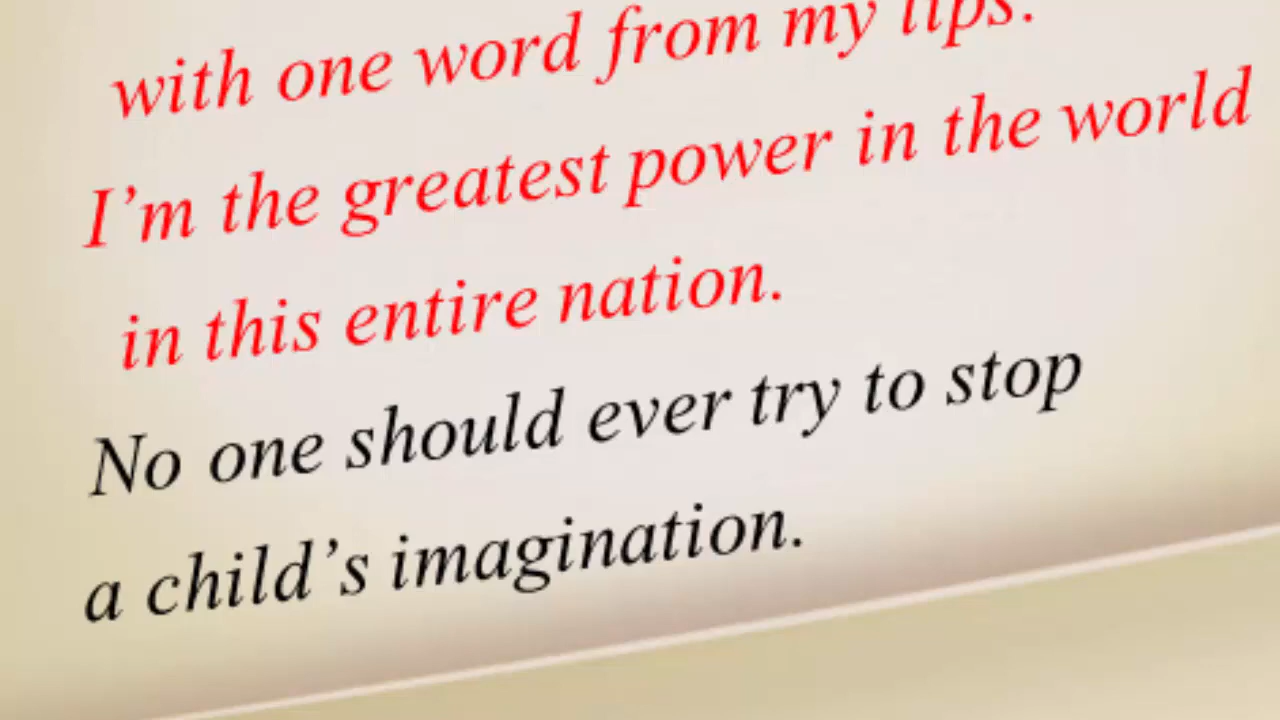 with one word from my lips.
I’m the greatest power in the world
in this entire nation.
No one should ever try to stop
a child’s imagination.